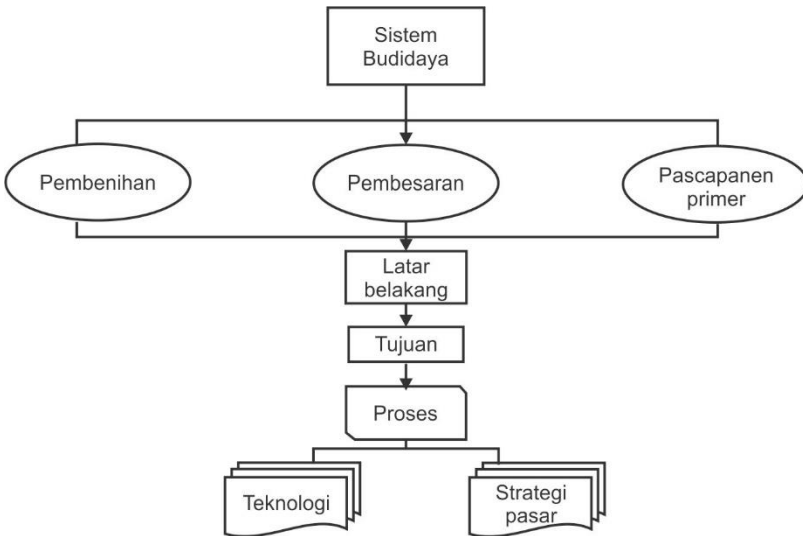 Sistem
Budidaya
Pembenihan
Pembesaran
Pascapanen
primer
Latar
belakang
Tujuan
Proses
Teknologi
Strategi
pasar